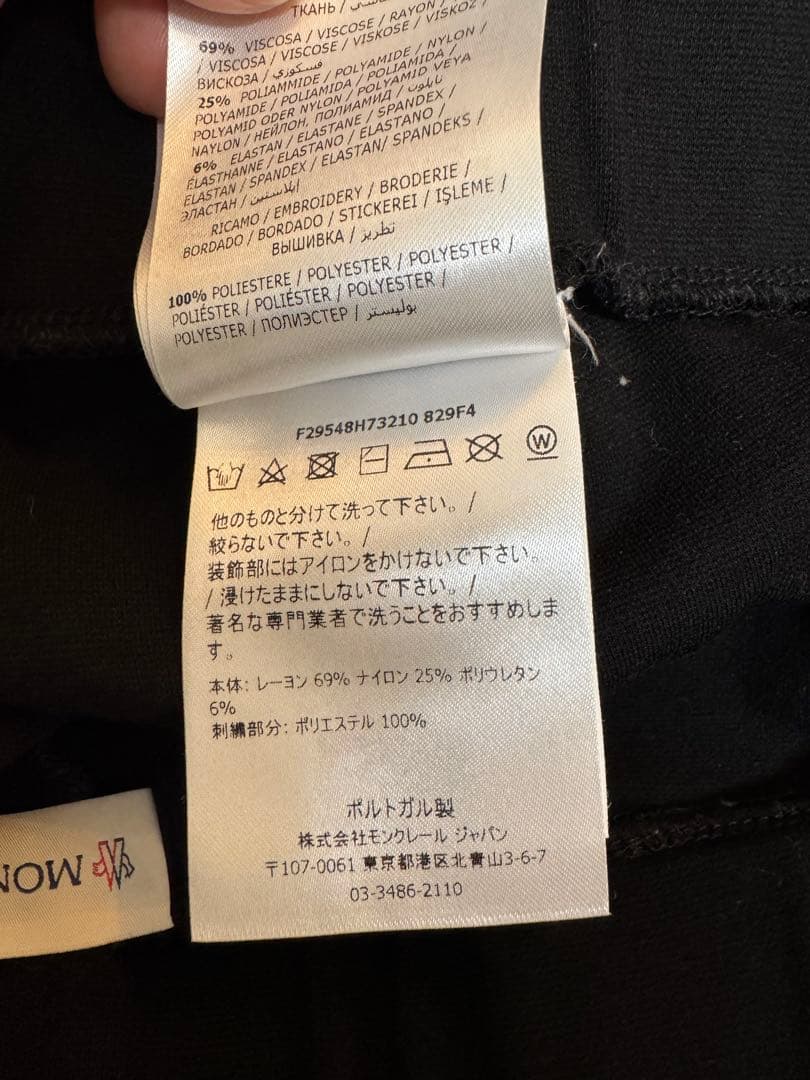 ТКАНЬ /
69% VISCOSA / VISCOSE / RAYON /
/ VISCOSA / VISCOSE / VISKOSE / VISKOZ /
ВИСКОЗА / فسكوزي
25% POLIAMMIDE / POLYAMIDE / NYLON /
POLYAMIDE / POLIAMIDA / POLIAMIDA /
POLYAMID ODER NYLON / POLYAMID VEYA
NAYLON / НЕЙЛОН, ПОЛИАМИД / نايلون
6% ELASTAN / ELASTANE / SPANDEX /
ÉLASTHANNE / ELASTANO / ELASTANO /
ELASTAN / SPANDEX / ELASTAN/ SPANDEKS /
ЭЛАСТАН / ايلاستين
RICAMO / EMBROIDERY / BRODERIE /
BORDADO / BORDADO / STICKEREI / IŞLEME /
ВЫШИВКА / تطريز
100% POLIESTERE / POLYESTER / POLYESTER /
POLIÉSTER / POLIÉSTER / POLYESTER /
POLYESTER / ПОЛИЭСТЕР / بوليستر
F29548H73210 829F4
W
他のものと分けて洗って下さい。/
絞らないで下さい。/
装飾部にはアイロンをかけないで下さい。
/ 浸けたままにしないで下さい。/
著名な専門業者で洗うことをおすすめしま
す。
本体: レーヨン 69% ナイロン 25% ポリウレタン
6%
刺繍部分: ポリエステル 100%
ポルトガル製
株式会社モンクレール ジャパン
〒107-0061 東京都港区北青山3-6-7
03-3486-2110
MON